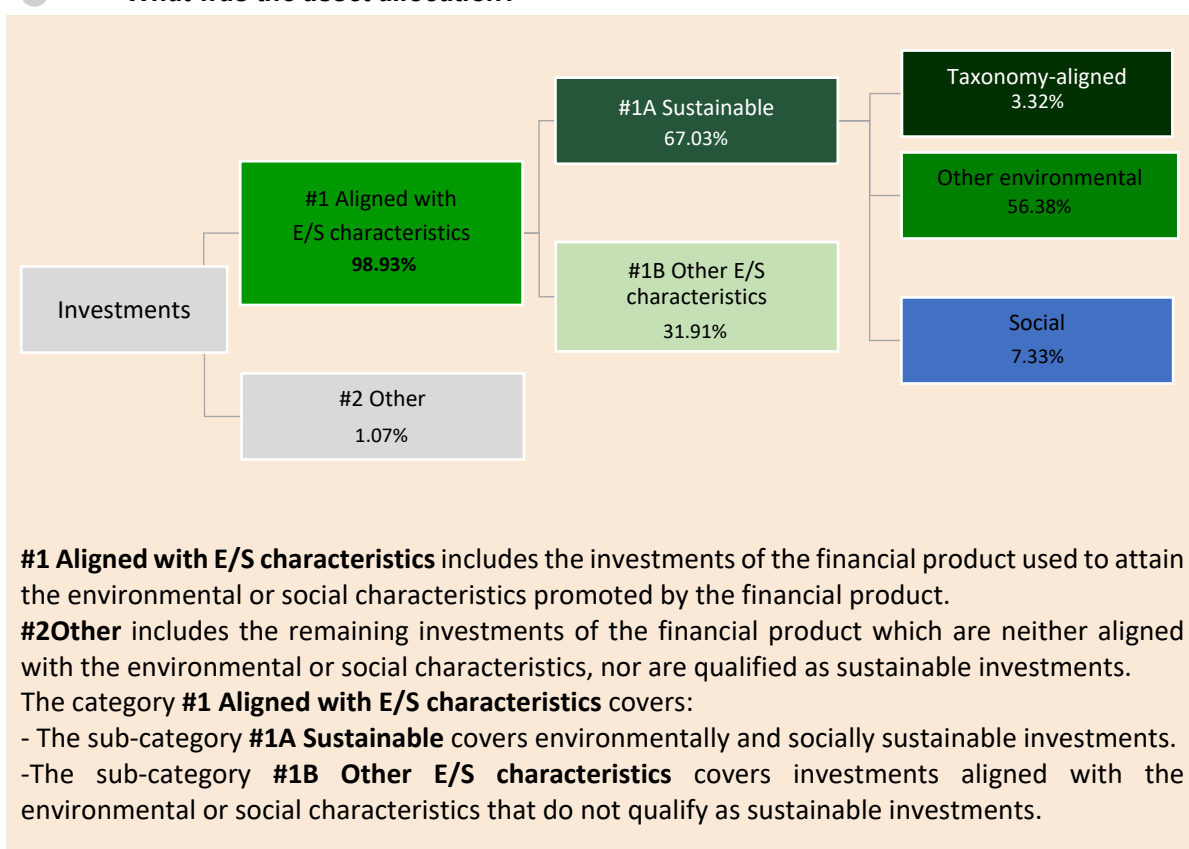 Taxonomy-aligned
3.32%
#1A Sustainable
67.03%
Other environmental
56.38%
#1 Aligned with
E/S characteristics
98.93%
#1B Other E/S
characteristics
31.91%
Investments
Social
7.33%
#2 Other
1.07%
#1 Aligned with E/S characteristics includes the investments of the financial product used to attain
the environmental or social characteristics promoted by the financial product.
#2Other includes the remaining investments of the financial product which are neither aligned
with the environmental or social characteristics, nor are qualified as sustainable investments.
The category #1 Aligned with E/S characteristics covers:
- The sub-category #1A Sustainable covers environmentally and socially sustainable investments.
-The sub-category #1B Other E/S characteristics covers investments aligned with the
environmental or social characteristics that do not qualify as sustainable investments.